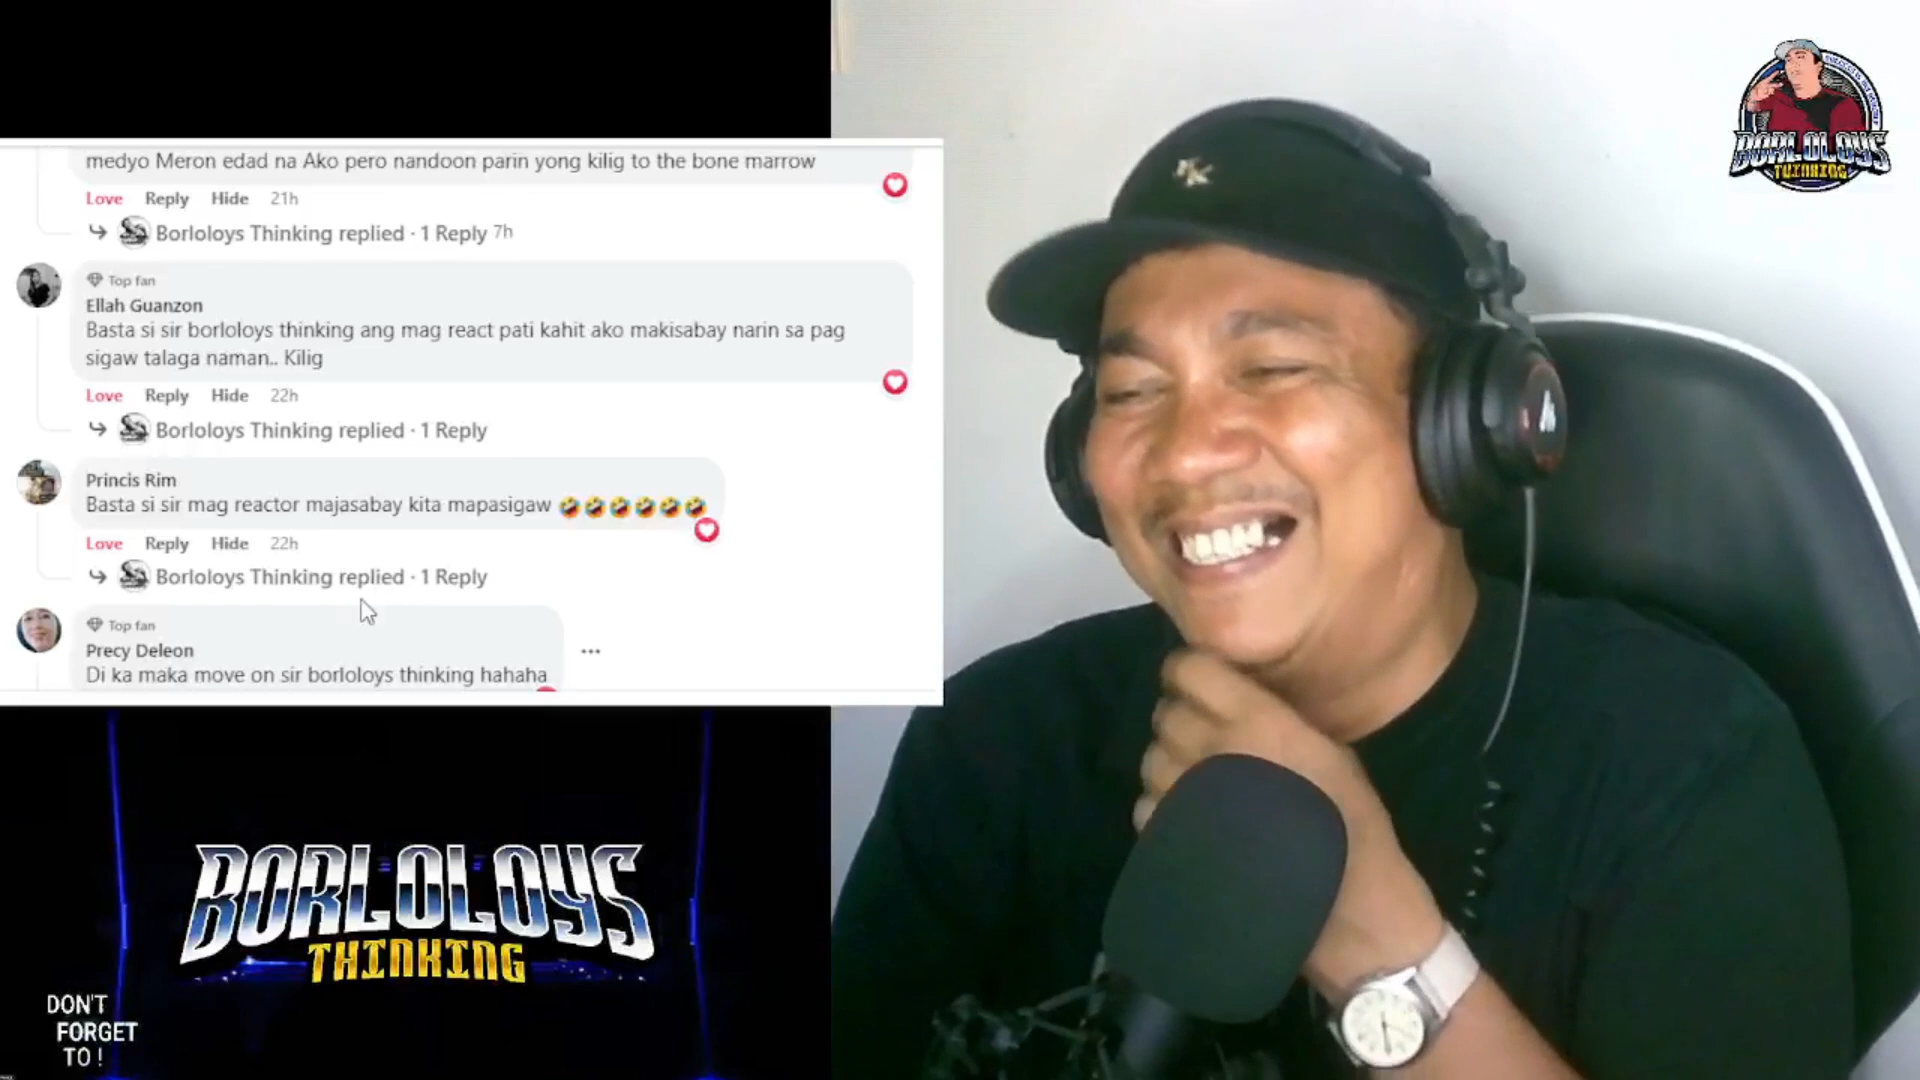 medyo Meron edad na Ako pero nandoon parin yong kilig to the bone marrow
Love Reply Hide 21h
Borloloys Thinking replied · 1 Reply 7h
Top fan
Ellah Guanzon
Basta si sir borloloys thinking ang mag react pati kahit ako makisabay narin sa pag
sigaw talaga naman.. Kilig
Love Reply Hide 22h
Borloloys Thinking replied · 1 Reply
Princis Rim
Basta si sir mag reactor majasabay kita mapasigaw 🤣🤣🤣🤣🤣🤣
Love Reply Hide 22h
Borloloys Thinking replied · 1 Reply
Top fan
Precy Deleon
Di ka maka move on sir borloloys thinking hahaha
BORLOLOYS
THINKING
DON'T
FORGET
TO !
BORLOLOYS
THINKING